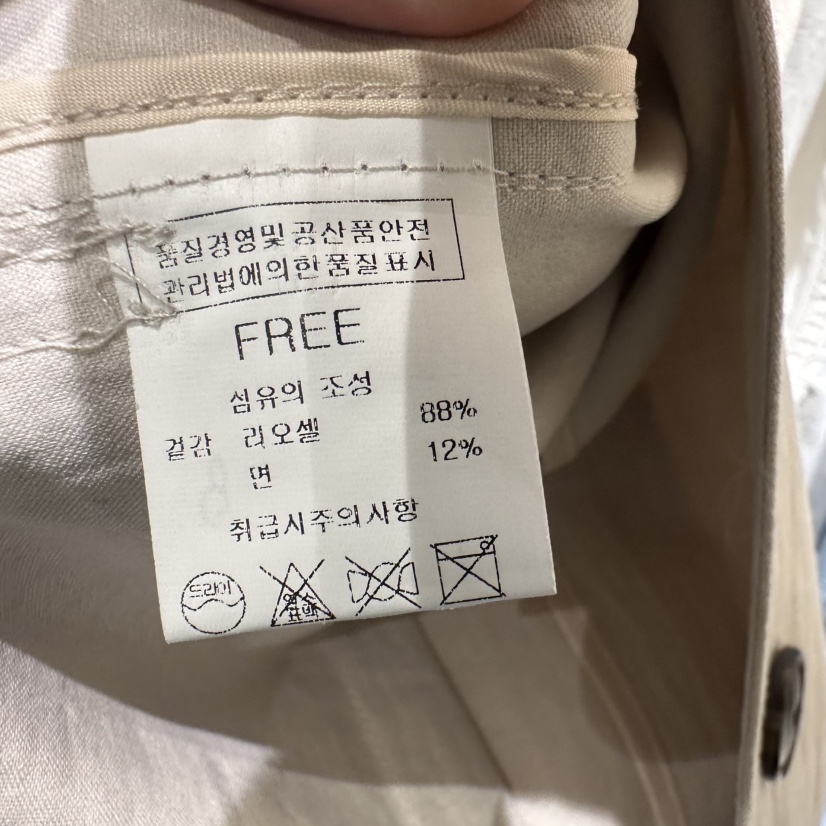 품질경영및공산품안전
관리법에의한품질표시
FREE
섬유의 조성
겉감 리오셀 88%
면 12%
취급시주의사항
드라이
염소
표백